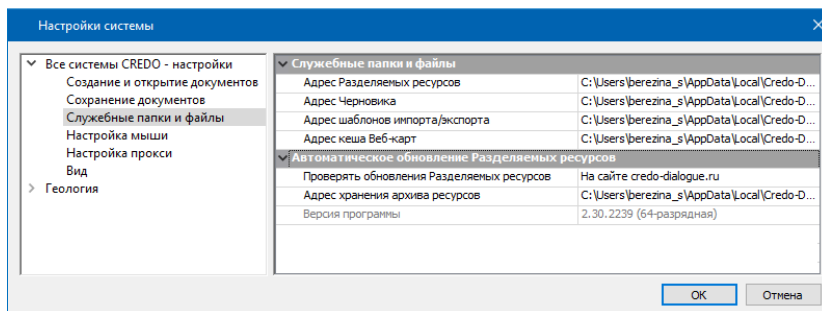 Настройки системы
Все системы CREDO - настройки
Создание и открытие документов
Сохранение документов
Служебные папки и файлы
Настройка мыши
Настройка прокси
Вид
Геология
Служебные папки и файлы
Адрес Разделяемых ресурсов C:\Users\berezina_s\AppData\Local\Credo-D...
Адрес Черновика C:\Users\berezina_s\AppData\Local\Credo-D...
Адрес шаблонов импорта/экспорта C:\Users\berezina_s\AppData\Local\Credo-D...
Адрес кеша Веб-карт C:\Users\berezina_s\AppData\Local\Credo-D...
Автоматическое обновление Разделяемых ресурсов
Проверять обновления Разделяемых ресурсов На сайте credo-dialogue.ru
Адрес хранения архива ресурсов C:\Users\berezina_s\AppData\Local\Credo-D...
Версия программы 2.30.2239 (64-разрядная)
ОК Отмена